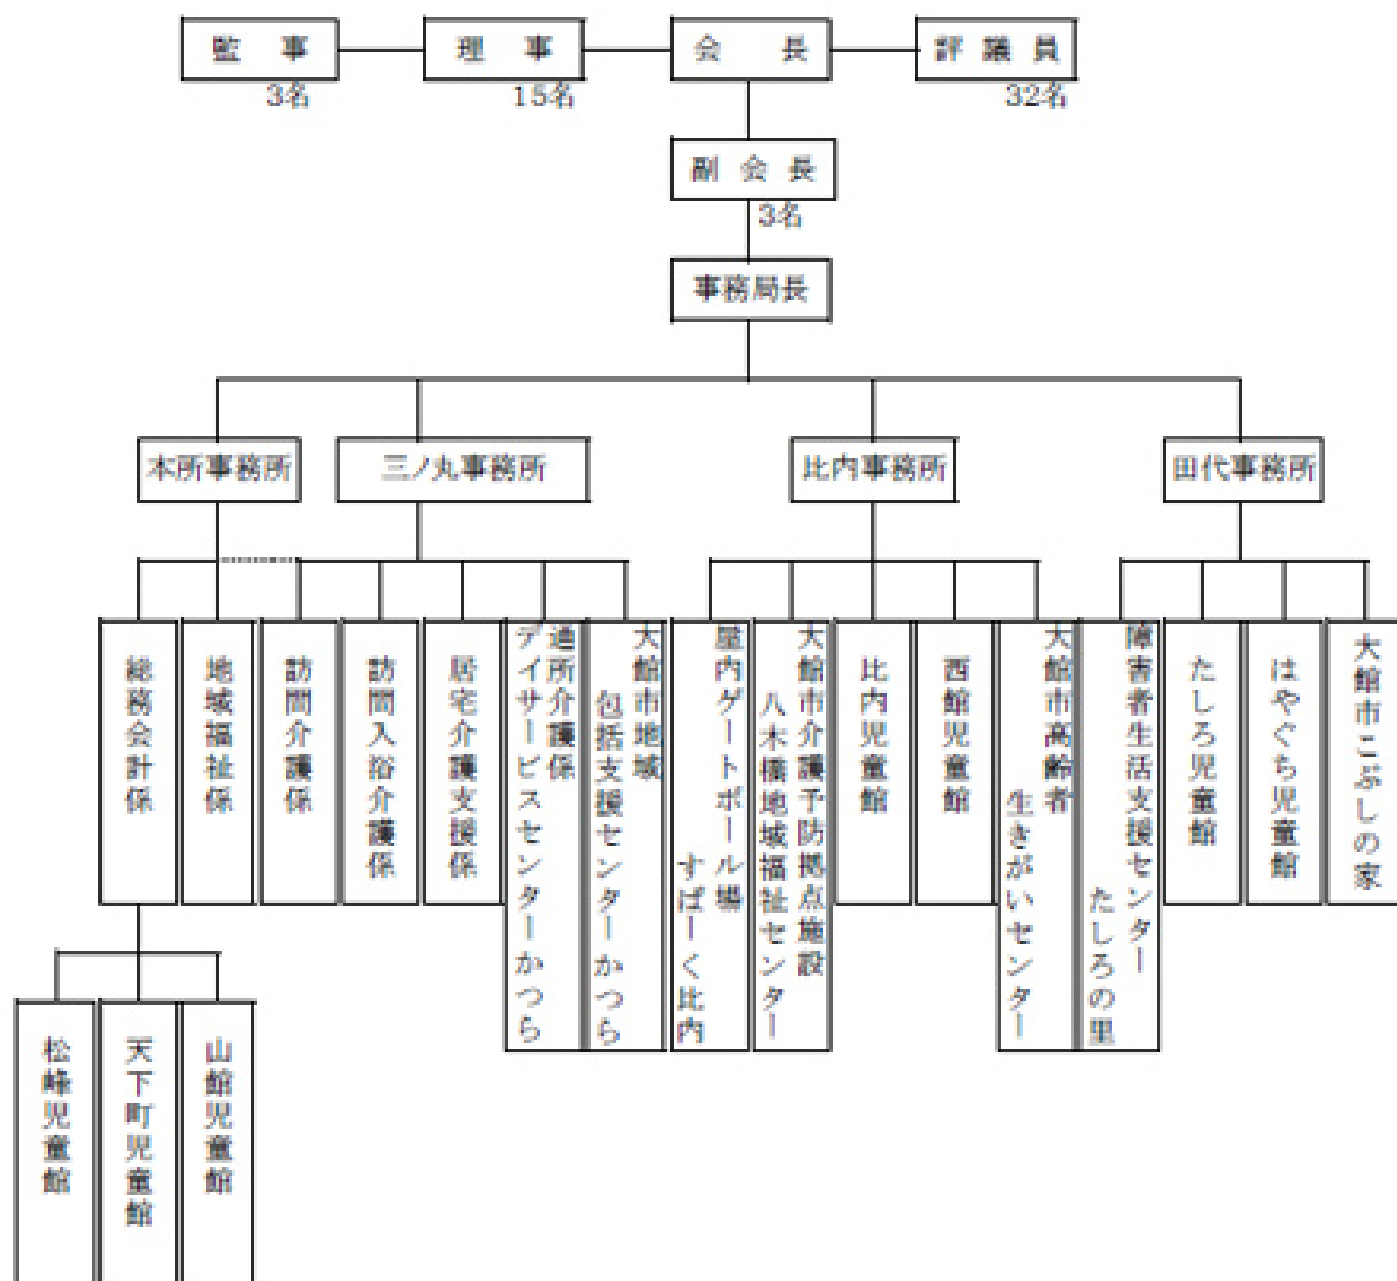 監事
理事
会長
評議員
3名
15名
32名
副会長
3名
事務局長
本所事務所
三ノ丸事務所
比内事務所
田代事務所
総務会計係
地域福祉係
訪問介護係
訪問入浴介護係
居宅介護支援係
通所介護係
デイサービスセンターかつら
大館市地域
包括支援センターかつら
屋内ゲートボール場
すぱーく比内
大館市介護予防拠点施設
八木橋地域福祉センター
比内児童館
西館児童館
大館市高齢者
生きがいセンター
障害者生活支援センター
たしろの里
たしろ児童館
はやぐち児童館
大館市こぶしの家
松峰児童館
天下町児童館
山館児童館